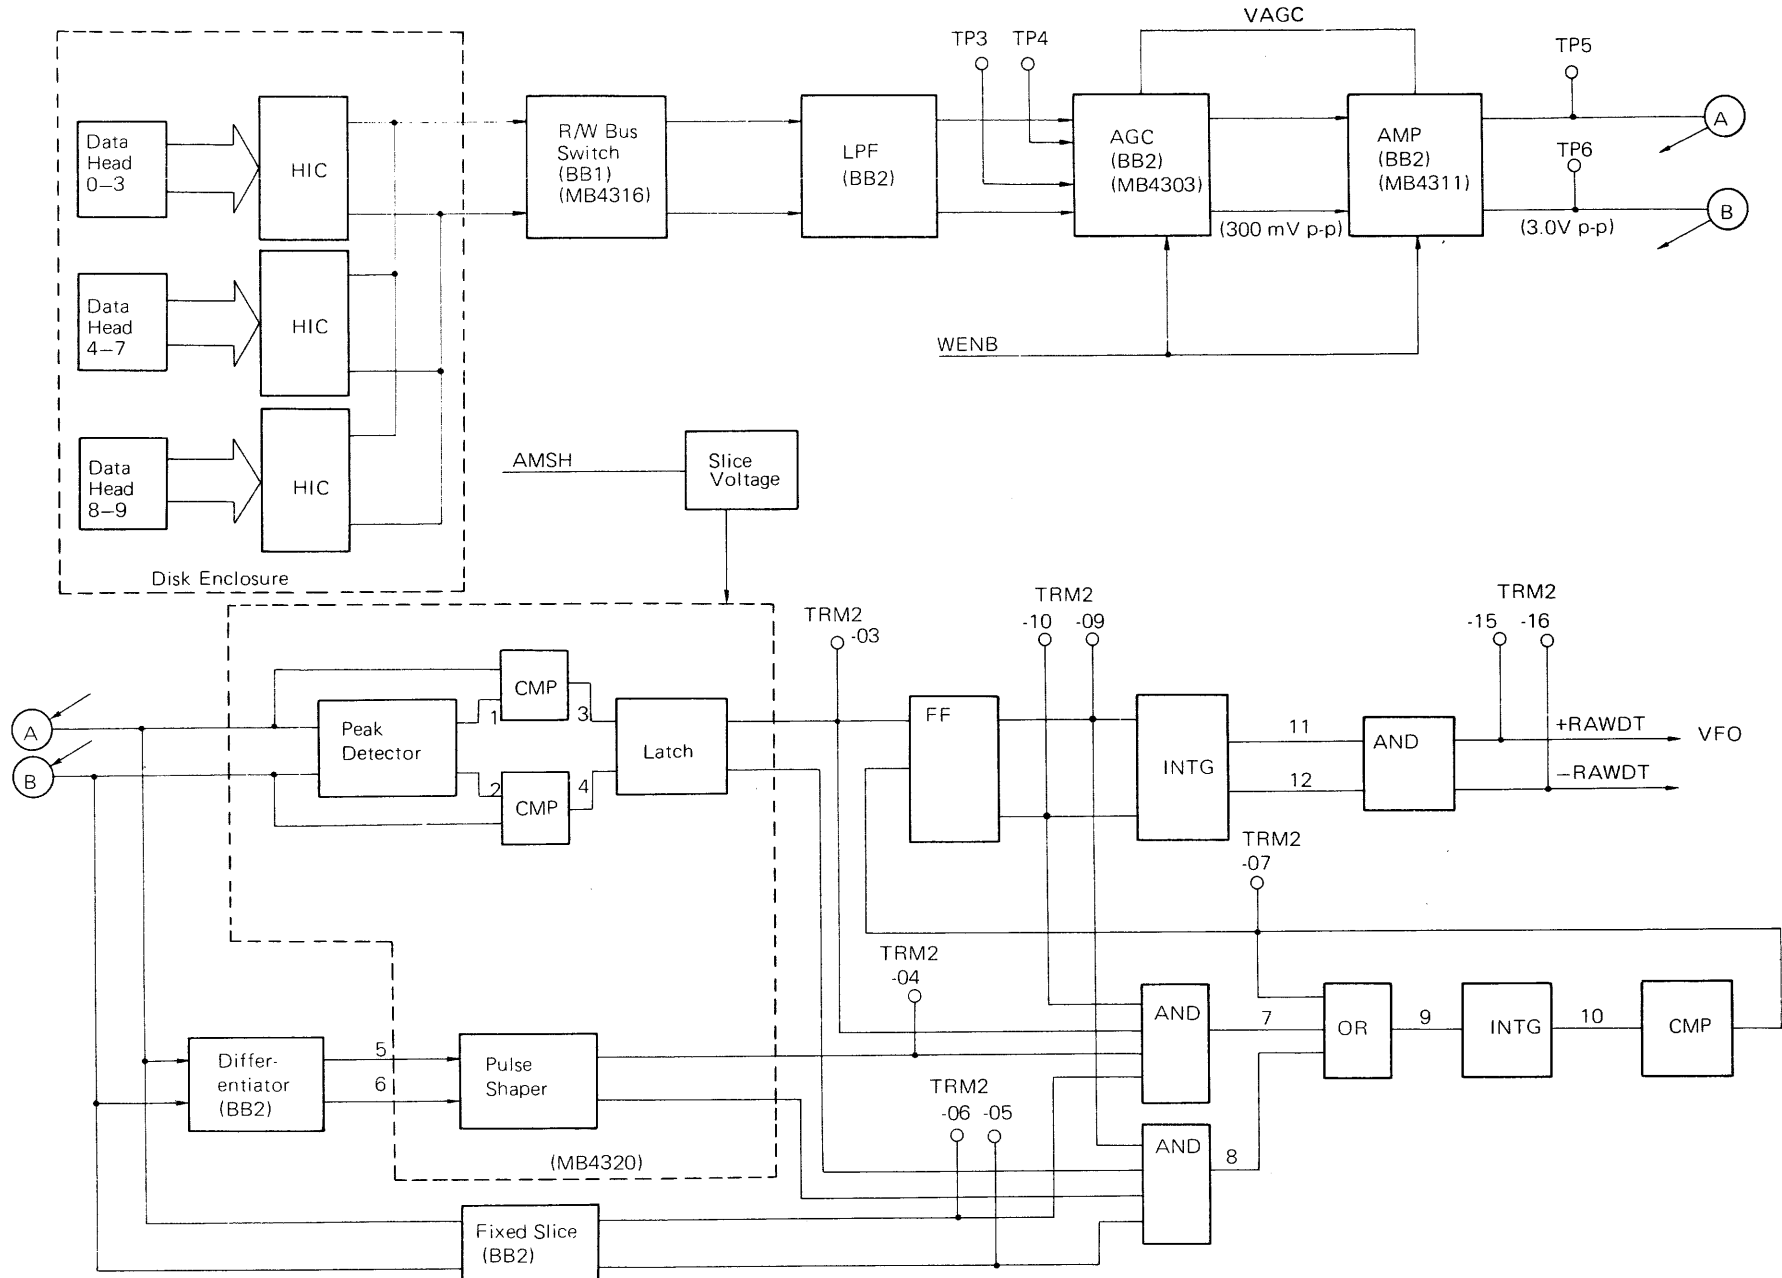 VAGC
TP3
TP4
TP5
Data
Head
0–3
HIC
R/W Bus
Switch
(BB1)
(MB4316)
LPF
(BB2)
AGC
(BB2)
(MB4303)
AMP
(BB2)
(MB4311)
A
TP6
B
(300 mV p-p)
(3.0V p-p)
Data
Head
4–7
HIC
WENB
Data
Head
8–9
HIC
AMSH
Slice
Voltage
Disk Enclosure
TRM2
-03
TRM2
-10
-09
TRM2
-15
-16
A
B
Peak
Detector
1
2
CMP
CMP
3
4
Latch
FF
INTG
11
12
AND
+RAWDT
–RAWDT
VFO
TRM2
-07
TRM2
-04
Differ-
entiator
(BB2)
5
6
Pulse
Shaper
AND
7
OR
9
INTG
10
CMP
TRM2
-06
-05
AND
8
(MB4320)
Fixed Slice
(BB2)